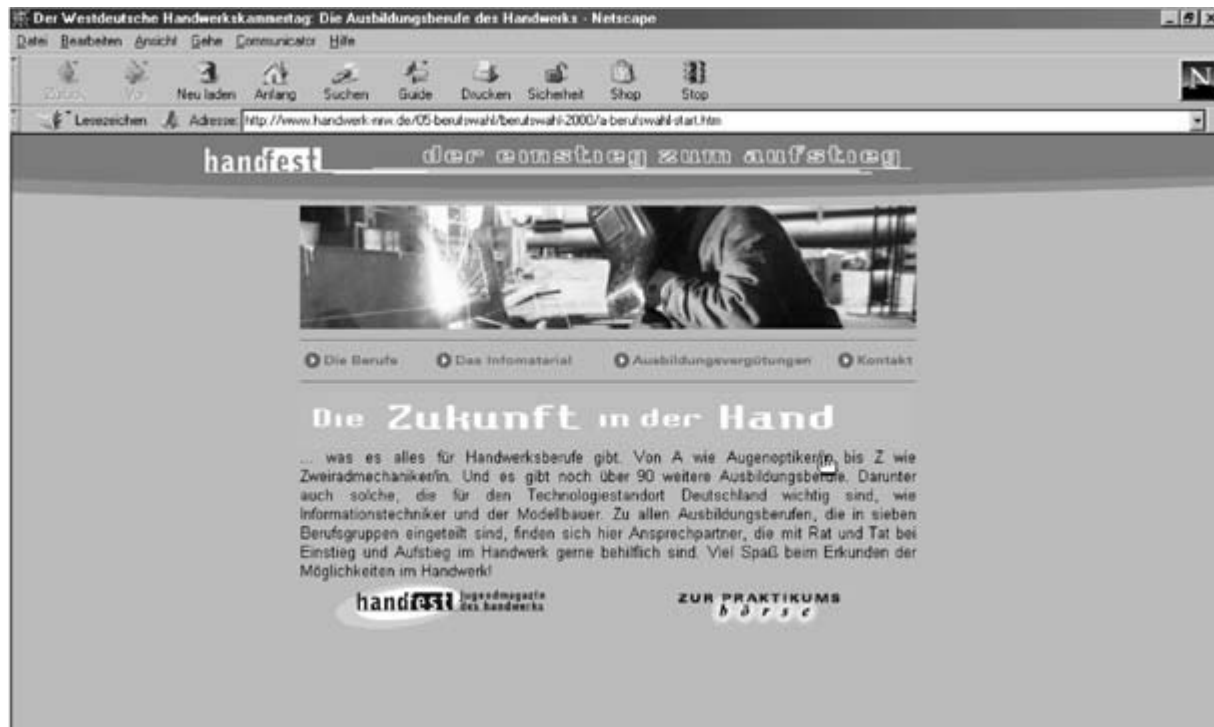 Der Westdeutsche Handwerkskammertag: Die Ausbildungsberufe des Handwerks - Netscape
Datei Bearbeiten Ansicht Gehe Communicator Hilfe
Zurück Vor Neu laden Anfang Suchen Guide Drucken Sicherheit Shop Stop
N
Lesezeichen Adresse: http://www.handwerk-nrw.de/05-berufswahl/berufswahl-2000/a-berufswahl-start.htm
handfest der einstieg zum aufstieg
Die Berufe Das Infomaterial Ausbildungsvergütungen Kontakt
Die Zukunft in der Hand
... was es alles für Handwerksberufe gibt. Von A wie Augenoptiker/in bis Z wie
Zweiradmechaniker/in. Und es gibt noch über 90 weitere Ausbildungsberufe. Darunter
auch solche, die für den Technologiestandort Deutschland wichtig sind, wie
Informationstechniker und der Modellbauer. Zu allen Ausbildungsberufen, die in sieben
Berufsgruppen eingeteilt sind, finden sich hier Ansprechpartner, die mit Rat und Tat bei
Einstieg und Aufstieg im Handwerk gerne behilflich sind. Viel Spaß beim Erkunden der
Möglichkeiten im Handwerk!
handfest jugendmagazin
des handwerks
ZUR PRAKTIKUMS
börse